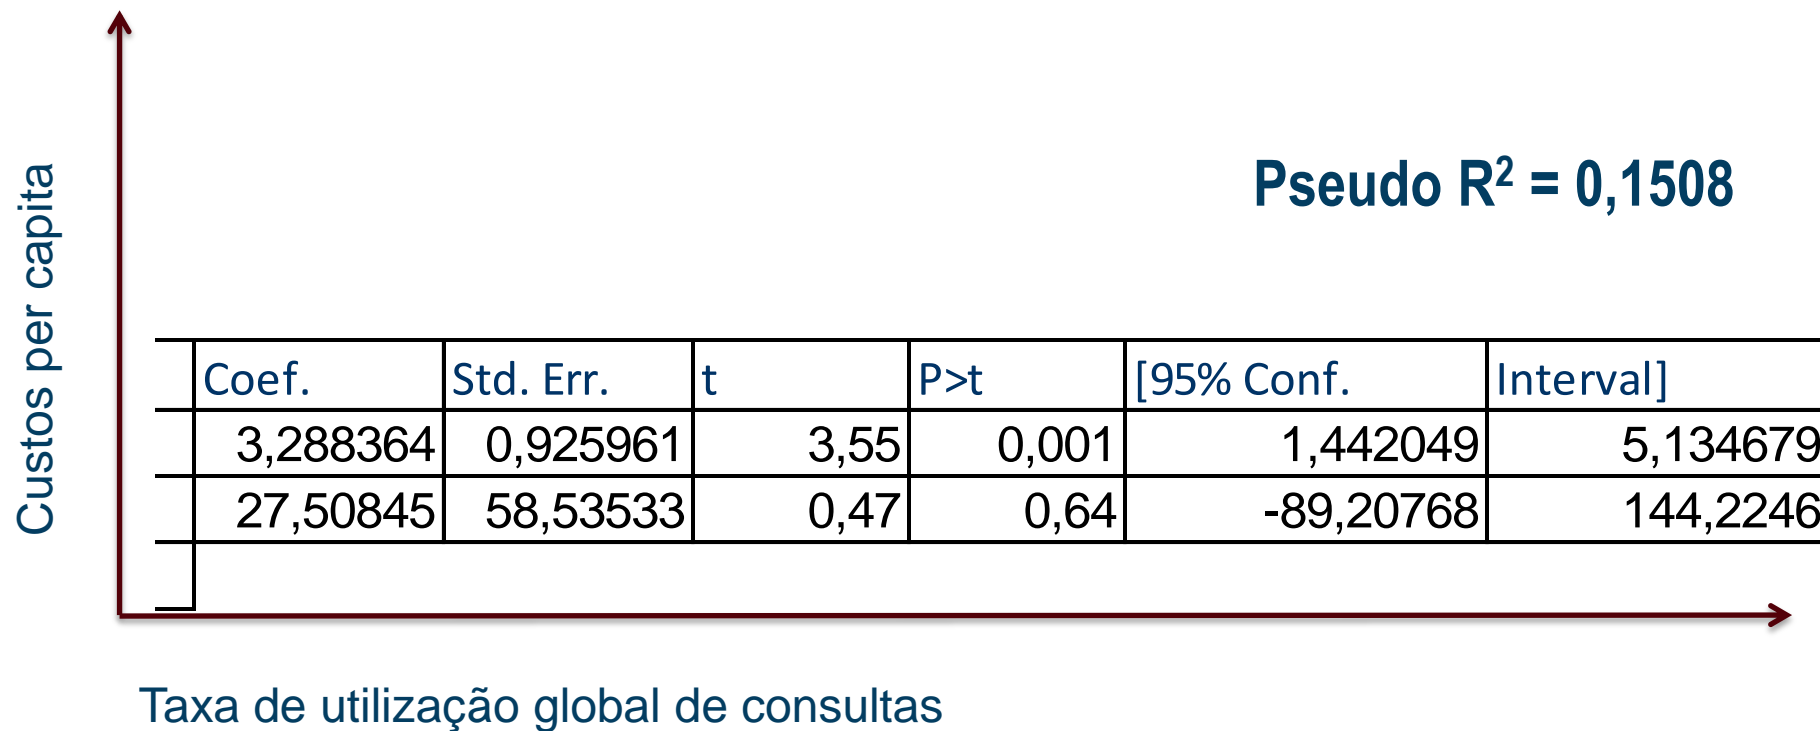 Custos per capita
Pseudo R² = 0,1508
Coef. Std. Err. t P>t [95% Conf. Interval]
3,288364 0,925961 3,55 0,001 1,442049 5,134679
27,50845 58,53533 0,47 0,64 -89,20768 144,2246
Taxa de utilização global de consultas